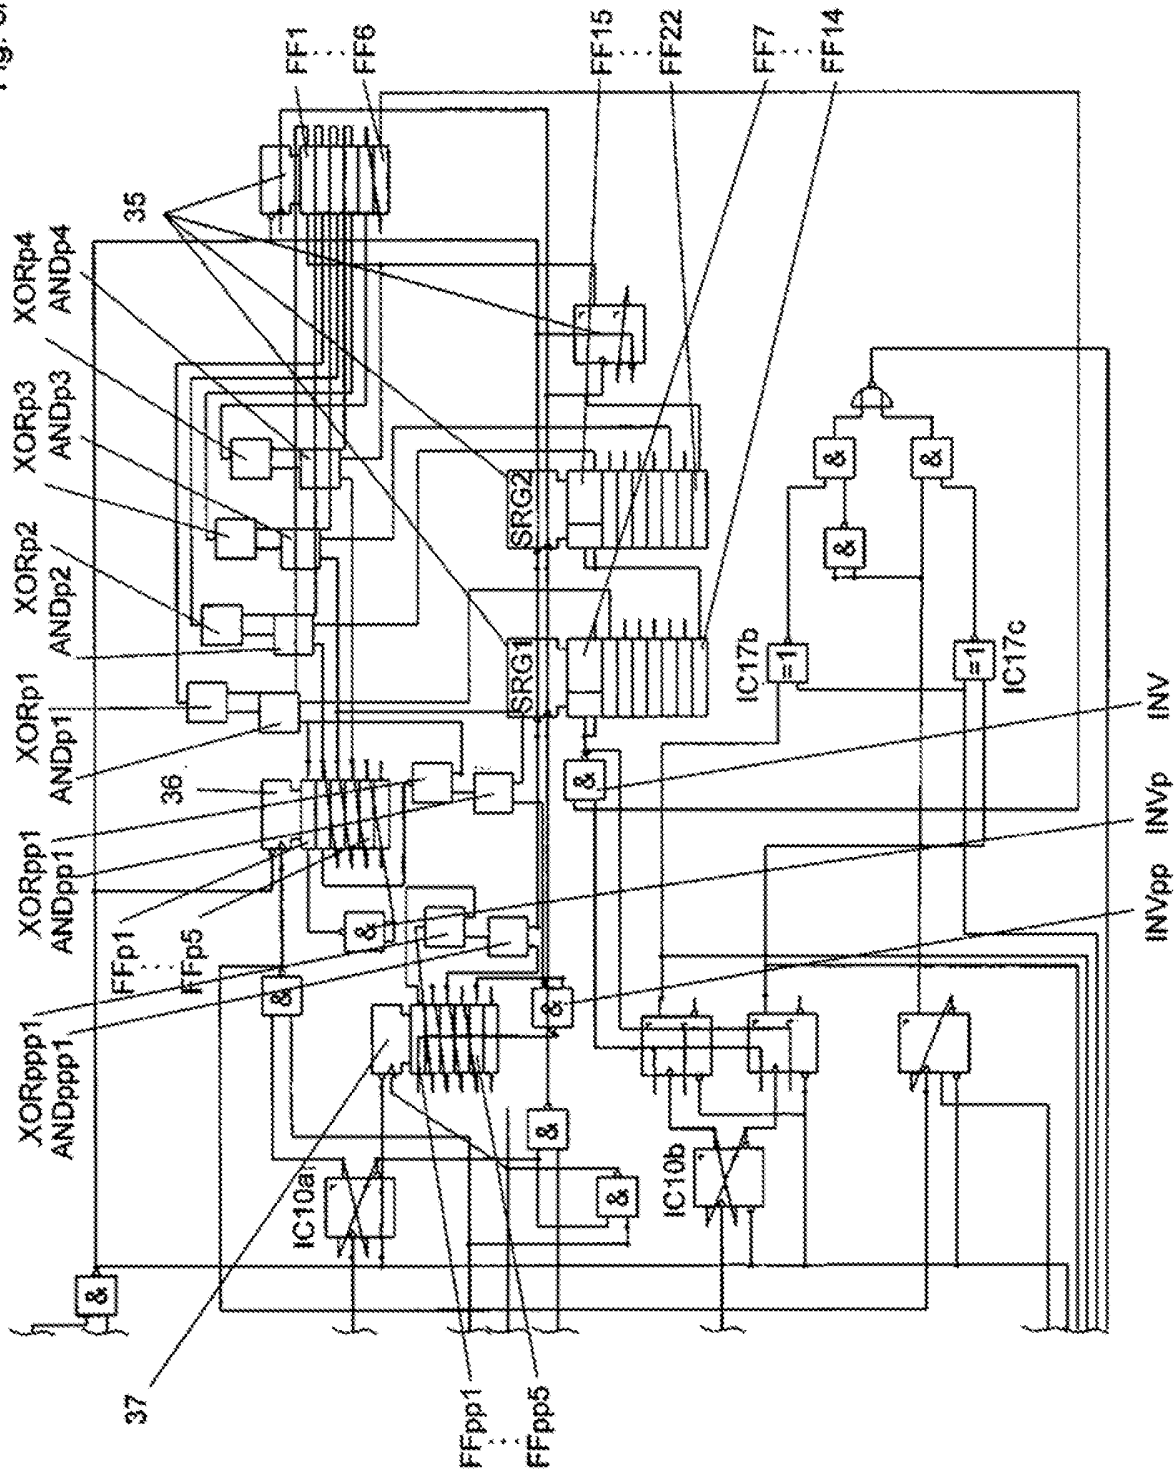 XORp4
ANDp4
XORp3
ANDp3
XORp2
ANDp2
XORp1
ANDp1
XORpp1
ANDpp1
XORppp1
ANDppp1
FFp1
FFp5
36
35
37
FF1
FF6
FF15
FF22
FF7
FF14
FFpp1
FFpp5
SRG1
SRG2
IC10a
IC10b
IC17b
IC17c
=1
=1
&
&
&
&
&
&
&
&
&
&
INV
INVp
INVpp